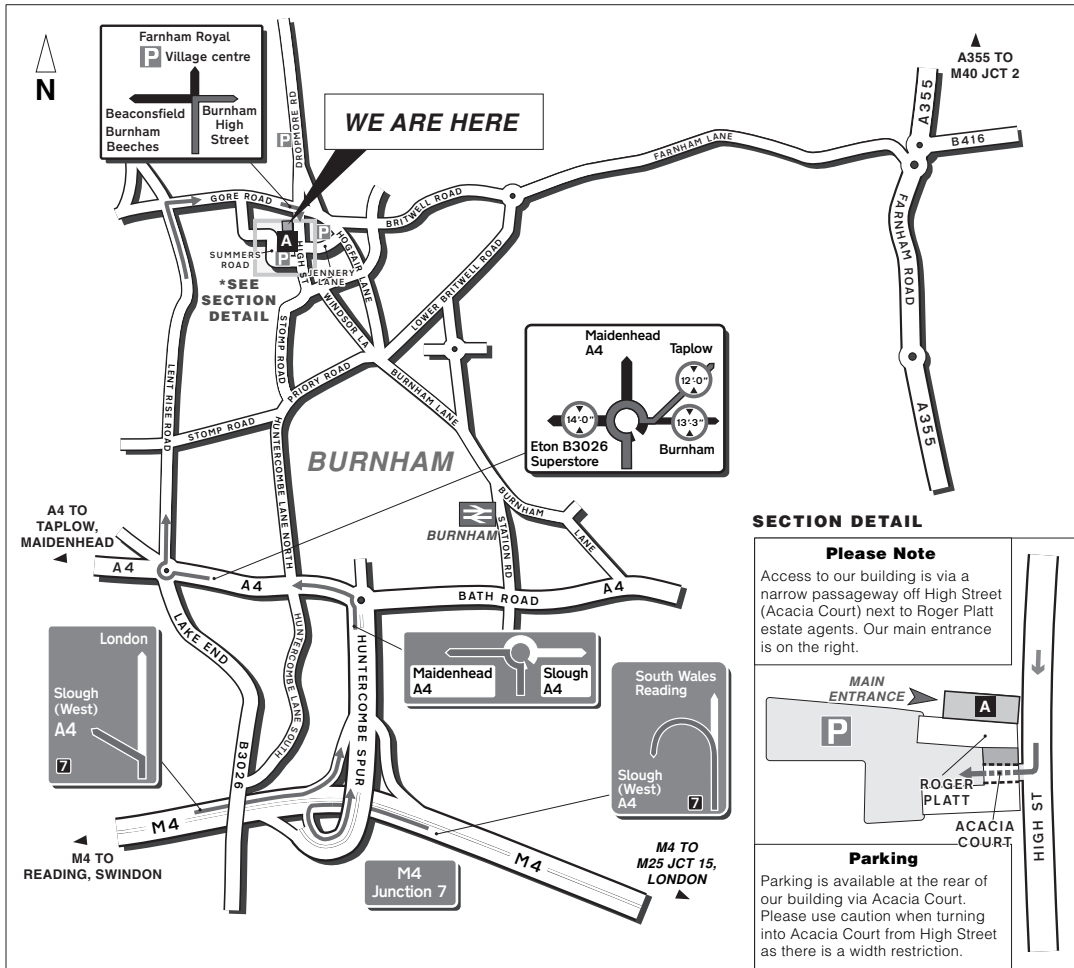 Farnham Royal
P Village centre
Beaconsfield
Burnham
Beeches
Burnham
High
Street
N
DROPMORE RD
P
WE ARE HERE
A355 TO
M40 JCT 2
A355
B416
FARNHAM LANE
FARNHAM ROAD
A355
GORE ROAD
BRITWELL ROAD
A
P
P
SUMMERS
ROAD
HIGH ST
JENNERY
LANE
HOGFAIR LANE
*SEE
SECTION
DETAIL
WINDSOR LA
LOWER BRITWELL ROAD
STOMP ROAD
PRIORY ROAD
LENT RISE ROAD
STOMP ROAD
BURNHAM LANE
HUNTERCOMBE LANE NORTH
BURNHAM
Maidenhead
A4
Taplow
12'-0"
14'-0"
13'-3"
Eton B3026
Superstore
Burnham
BURNHAM
STATION RD
BURNHAM
LANE
A4 TO
TAPLOW,
MAIDENHEAD
A4
A4
BATH ROAD
A4
LAKE END
B3026
HUNTERCOMBE LANE SOUTH
HUNTERCOMBE SPUR
London
Slough
(West)
A4
7
Maidenhead
A4
Slough
A4
South Wales
Reading
Slough
(West)
A4
7
M4
M4
M4 TO
READING, SWINDON
M4
Junction 7
M4 TO
M25 JCT 15,
LONDON
SECTION DETAIL
Please Note
Access to our building is via a
narrow passageway off High Street
(Acacia Court) next to Roger Platt
estate agents. Our main entrance
is on the right.
MAIN
ENTRANCE
A
P
ROGER
PLATT
ACACIA
COURT
HIGH ST
Parking
Parking is available at the rear of
our building via Acacia Court.
Please use caution when turning
into Acacia Court from High Street
as there is a width restriction.